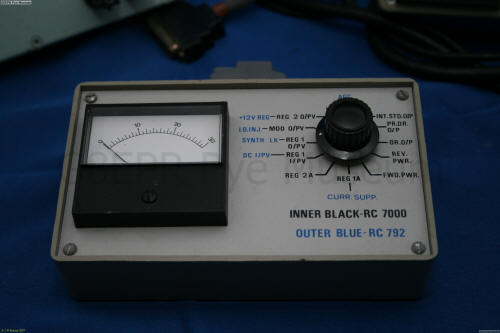 AFC
+12V REG — REG 2 O/PV
INT.STD.O/P
LO.INJ. — MOD O/PV
PR.DR. O/P
SYNTH LK — REG 1 O/PV
DR.O/P
DC I/PV — REG 1 I/PV
REV. PWR.
REG 2A
REG 1A
FWD.PWR.
CURR. SUPP.
0 10 20 30
INNER BLACK-RC 7000
OUTER BLUE-RC 792